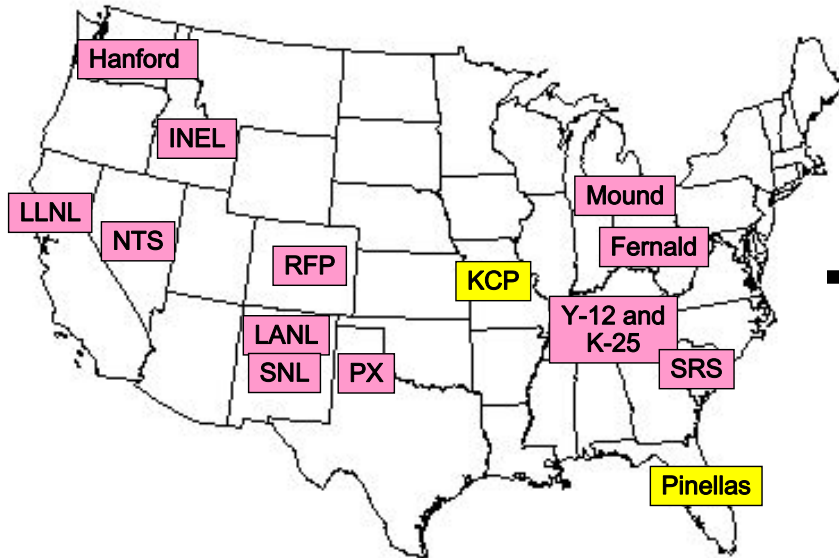 Hanford
INEL
LLNL
NTS
RFP
LANL
SNL
PX
KCP
Mound
Fernald
Y-12 and
K-25
SRS
Pinellas